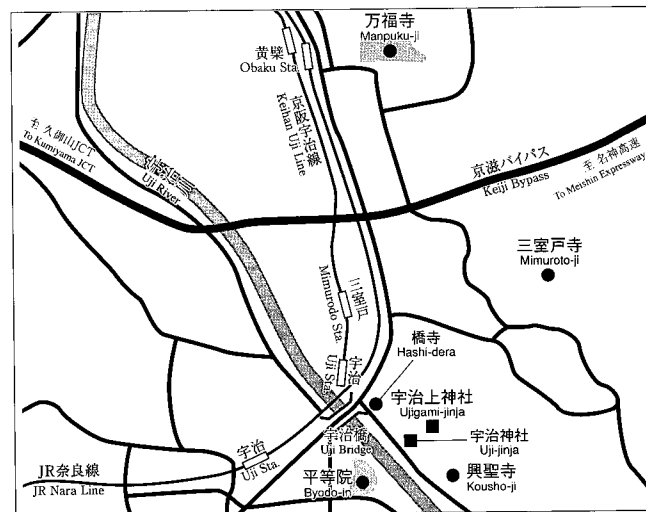 万福寺
Manpuku-ji
黄檗
Obaku Sta.
京阪宇治線
Keihan Uji Line
至 久御山JCT
To Kumiyama JCT
宇治川
Uji River
京滋バイパス
Keiji Bypass
至 名神高速
To Meishin Expressway
三室戸寺
Mimuroto-ji
三室戸
Mimurodo Sta.
橋寺
Hashi-dera
宇治
Uji Sta.
宇治上神社
Ujigami-jinja
宇治橋
Uji Bridge
宇治神社
Uji-jinja
宇治
Uji Sta.
JR奈良線
JR Nara Line
平等院
Byodo-in
興聖寺
Kousho-ji